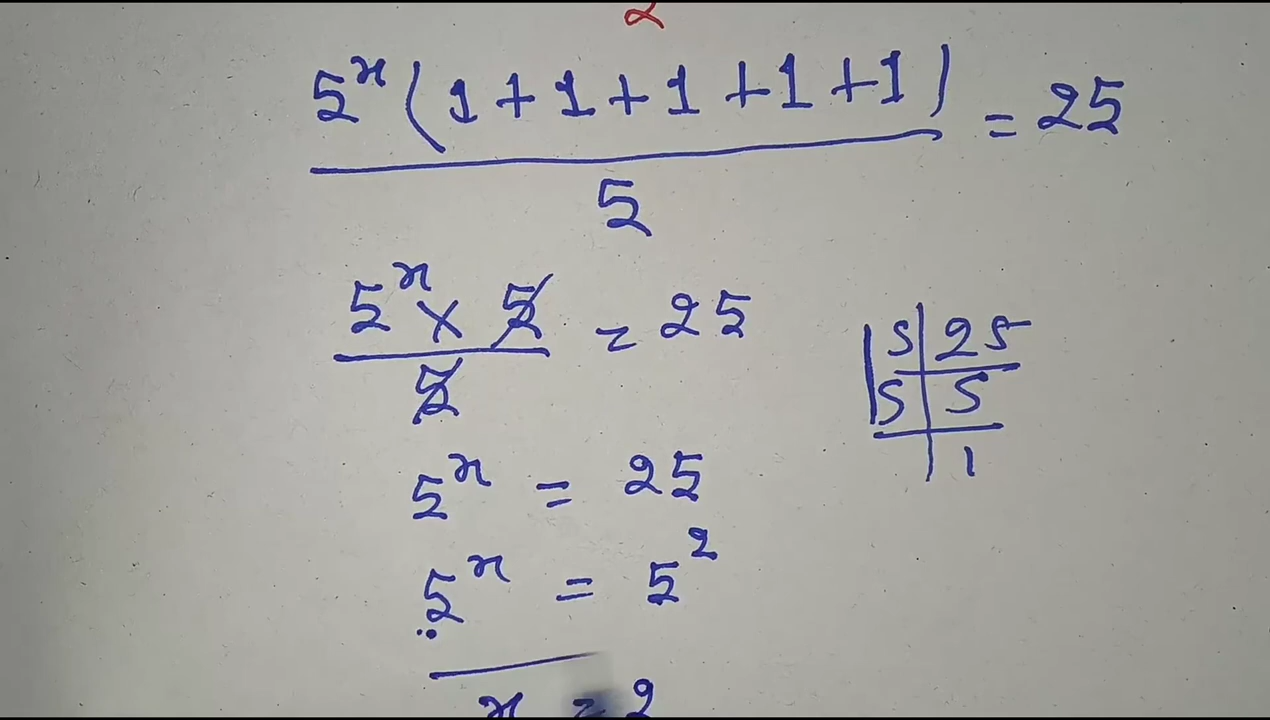 2
5^x (1+1+1+1+1) / 5 = 25
5^x × 5 / 5 = 25
5 | 25
5 | 5
| 1
5^x = 25
5^x = 5^2
x = 2